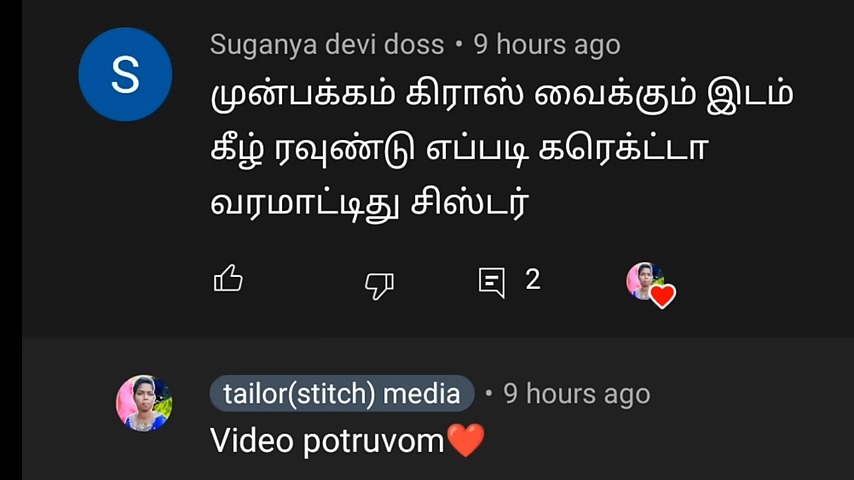 S
Suganya devi doss • 9 hours ago
முன்பக்கம் கிராஸ் வைக்கும் இடம்
கீழ் ரவுண்டு எப்படி கரெக்ட்டா
வரமாட்டிது சிஸ்டர்
2
tailor(stitch) media • 9 hours ago
Video potruvom❤️